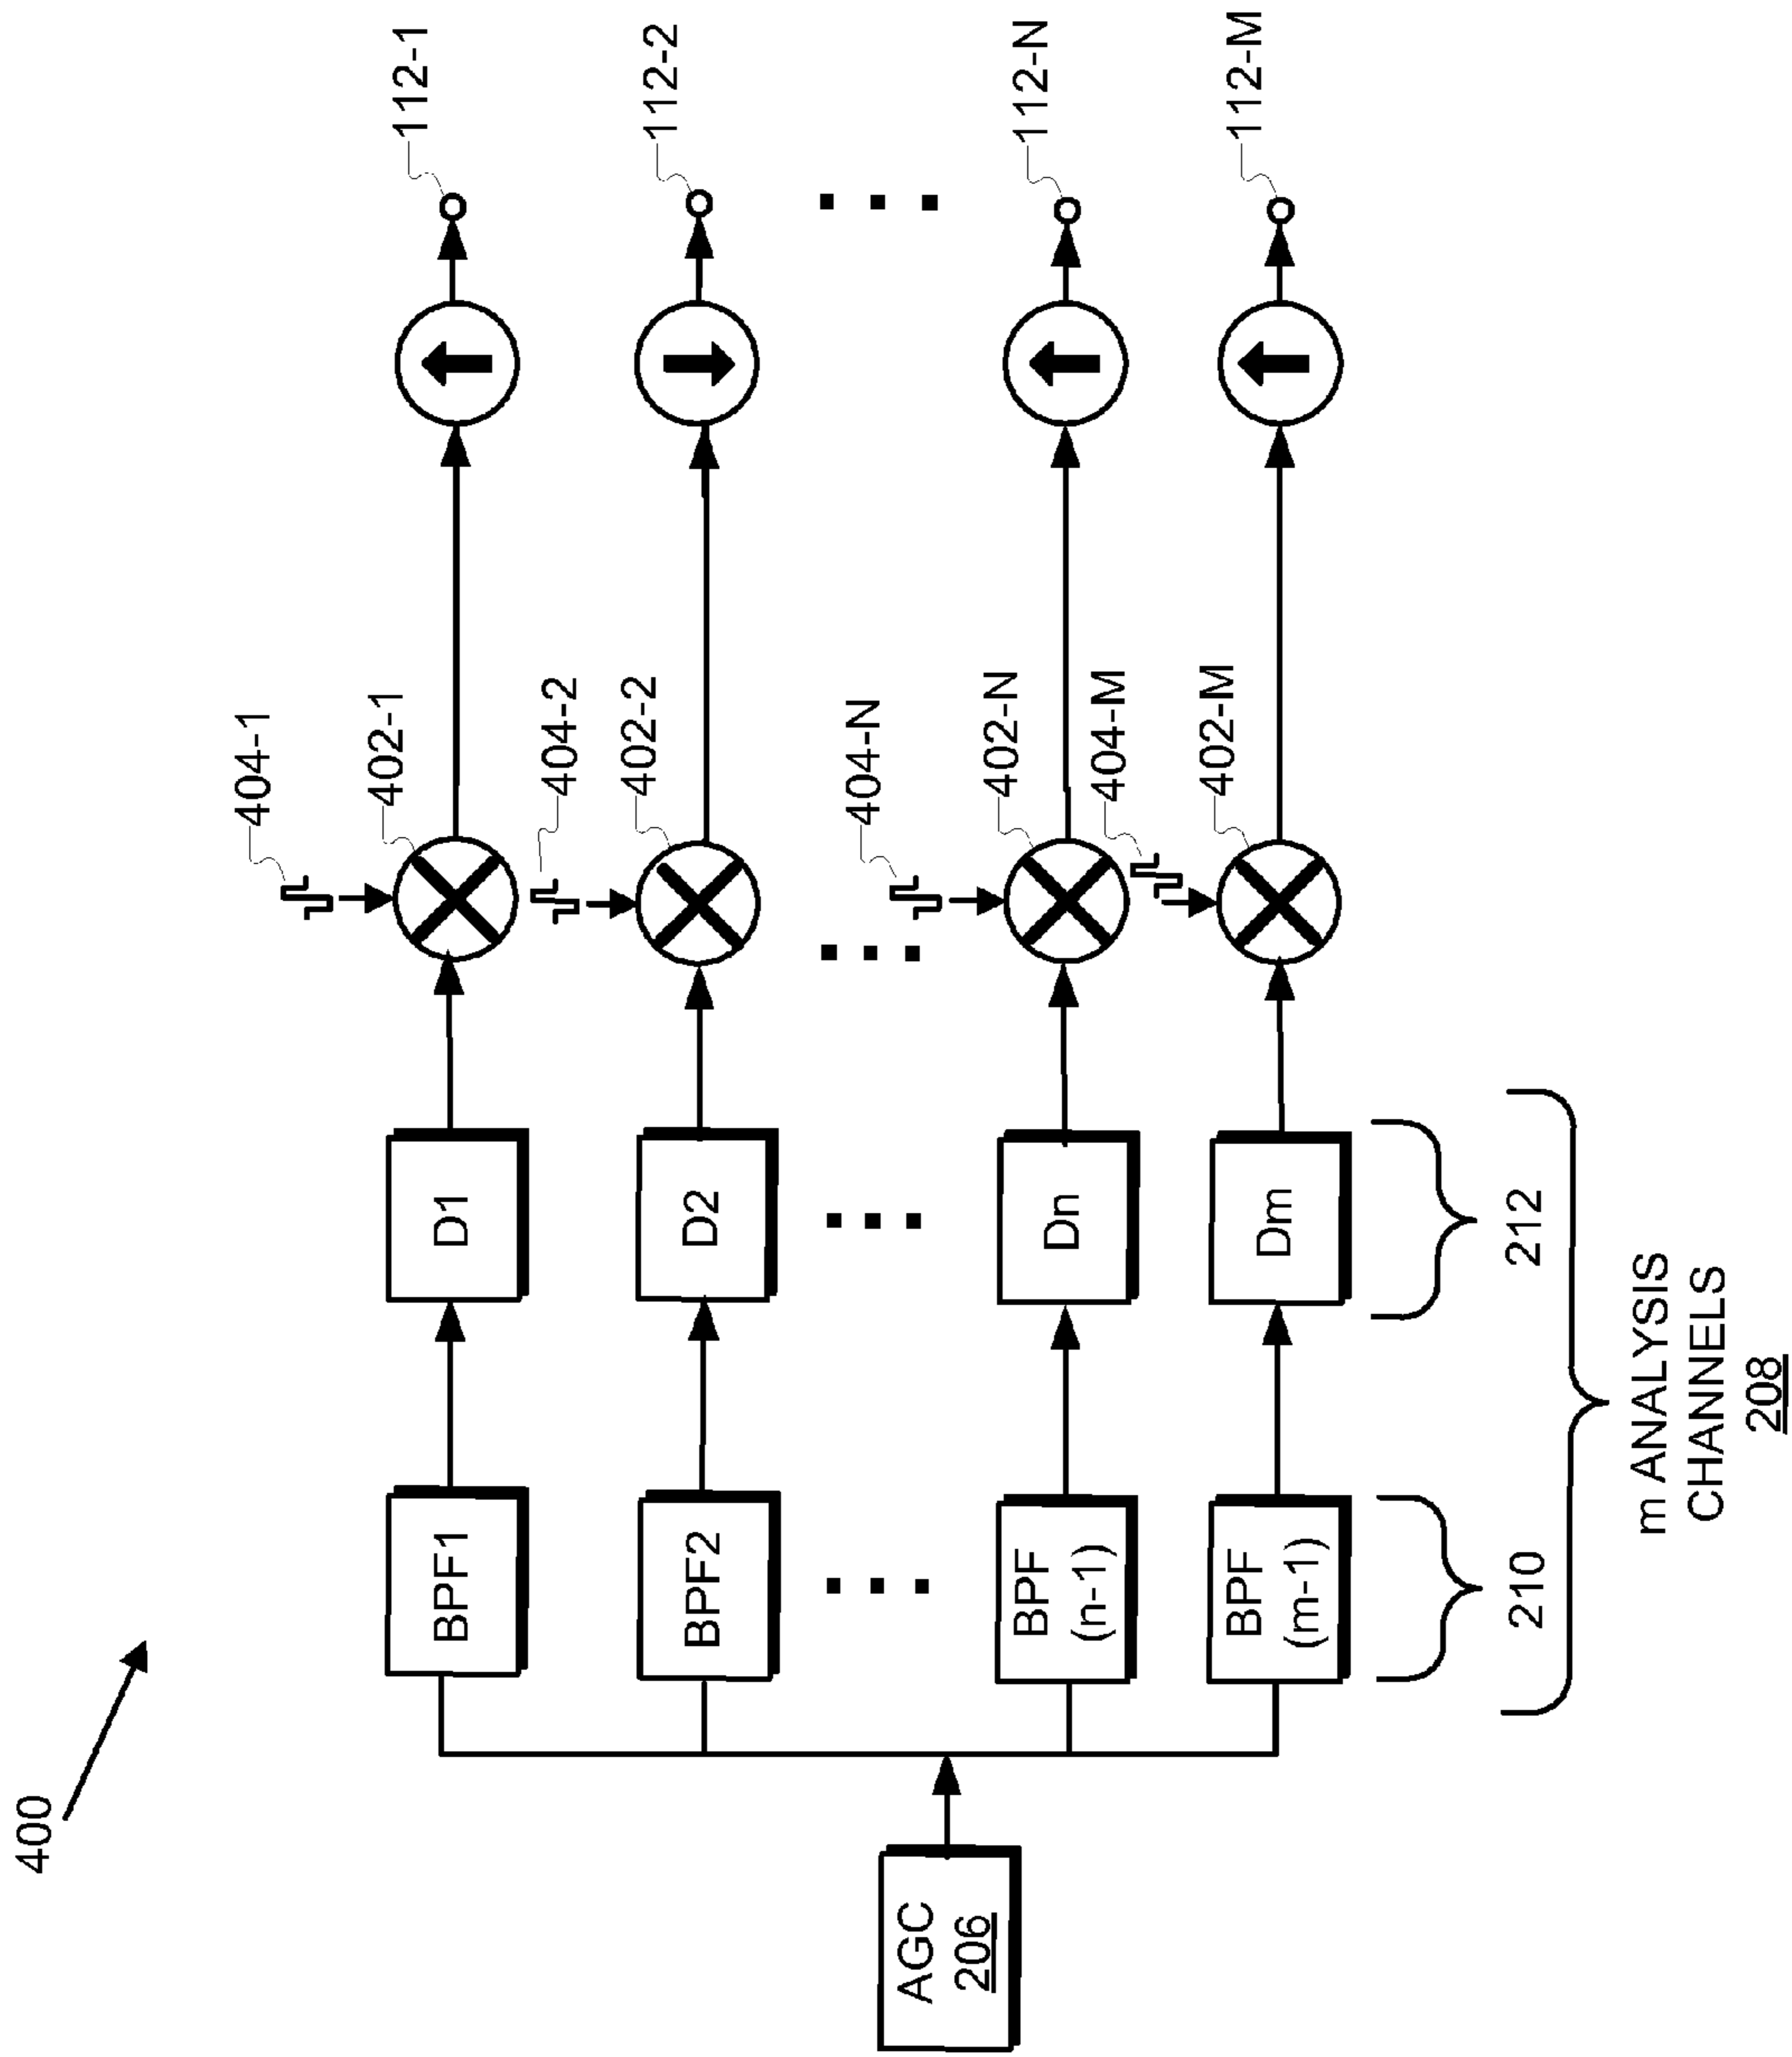 400
AGC
206
BPF1
D1
404-1
402-1
112-1
BPF2
D2
404-2
402-2
112-2
BPF
(n-1)
Dn
404-N
402-N
112-N
BPF
(m-1)
Dm
404-M
402-M
112-M
210
212
m ANALYSIS
CHANNELS
208